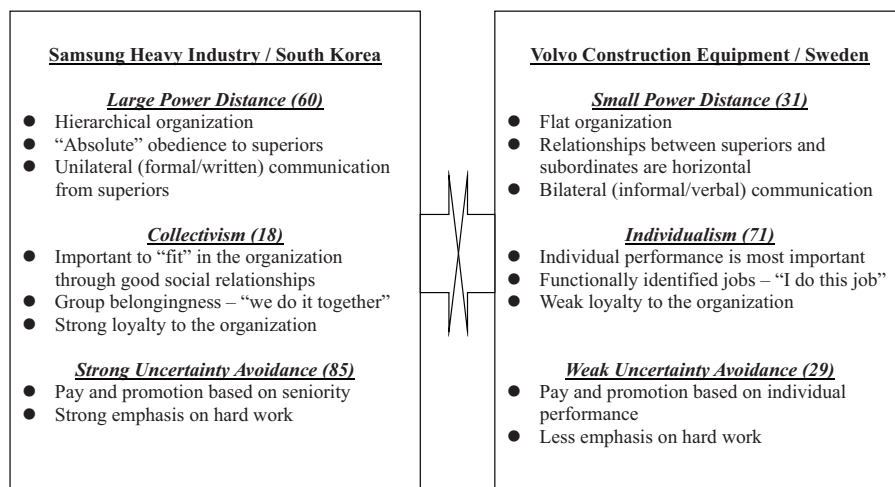 Samsung Heavy Industry / South Korea
Large Power Distance (60)
● Hierarchical organization
● “Absolute” obedience to superiors
● Unilateral (formal/written) communication
from superiors
Collectivism (18)
● Important to “fit” in the organization
through good social relationships
● Group belongingness – “we do it together”
● Strong loyalty to the organization
Strong Uncertainty Avoidance (85)
● Pay and promotion based on seniority
● Strong emphasis on hard work
Volvo Construction Equipment / Sweden
Small Power Distance (31)
● Flat organization
● Relationships between superiors and
subordinates are horizontal
● Bilateral (informal/verbal) communication
Individualism (71)
● Individual performance is most important
● Functionally identified jobs – “I do this job”
● Weak loyalty to the organization
Weak Uncertainty Avoidance (29)
● Pay and promotion based on individual
performance
● Less emphasis on hard work